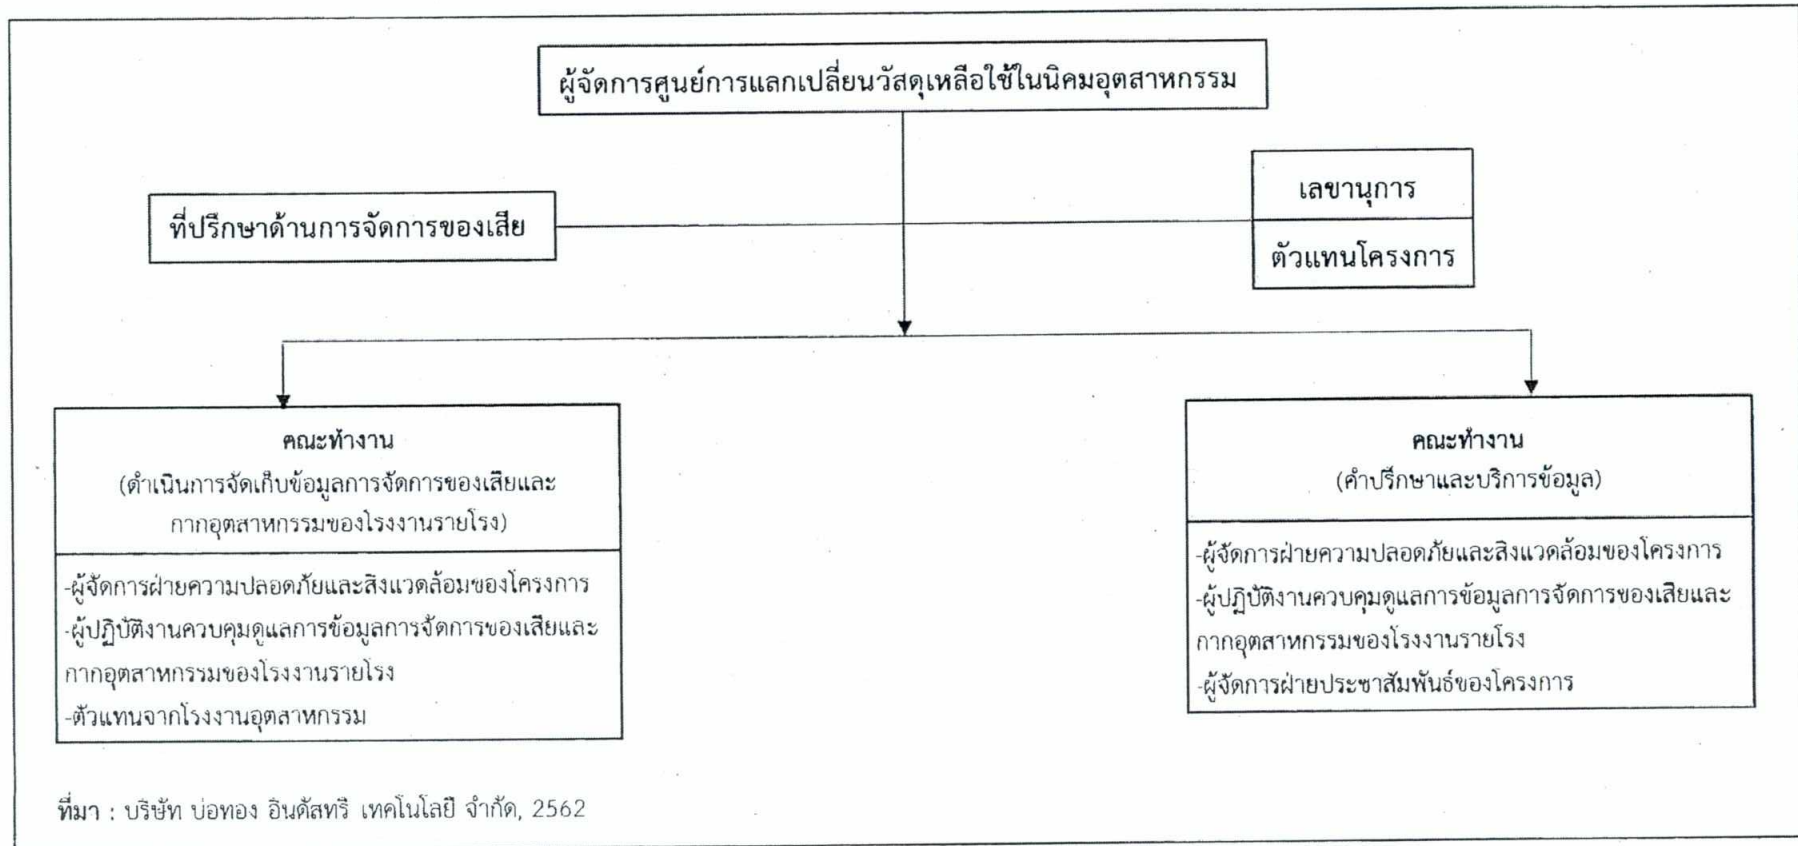 ผู้จัดการศูนย์การแลกเปลี่ยนวัสดุเหลือใช้ในนิคมอุตสาหกรรม
ที่ปรึกษาด้านการจัดการของเสีย
เลขานุการ
ตัวแทนโครงการ
คณะทำงาน
(ดำเนินการจัดเก็บข้อมูลการจัดการของเสียและ
กากอุตสาหกรรมของโรงงานรายโรง)
-ผู้จัดการฝ่ายความปลอดภัยและสิ่งแวดล้อมของโครงการ
-ผู้ปฏิบัติงานควบคุมดูแลการข้อมูลการจัดการของเสียและ
กากอุตสาหกรรมของโรงงานรายโรง
-ตัวแทนจากโรงงานอุตสาหกรรม
คณะทำงาน
(คำปรึกษาและบริการข้อมูล)
-ผู้จัดการฝ่ายความปลอดภัยและสิ่งแวดล้อมของโครงการ
-ผู้ปฏิบัติงานควบคุมดูแลการข้อมูลการจัดการของเสียและ
กากอุตสาหกรรมของโรงงานรายโรง
-ผู้จัดการฝ่ายประชาสัมพันธ์ของโครงการ
ที่มา : บริษัท บ่อทอง อินดัสทรี เทคโนโลยี จำกัด, 2562